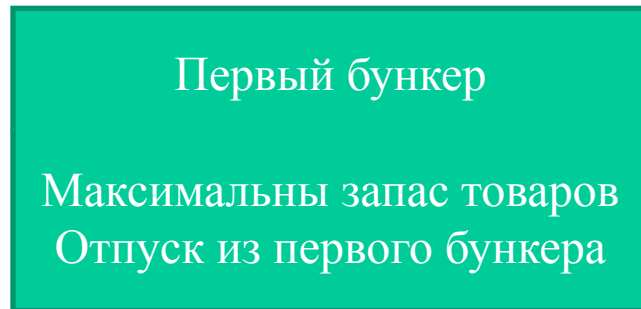 Первый бункер
Максимальны запас товаров
Отпуск из первого бункера